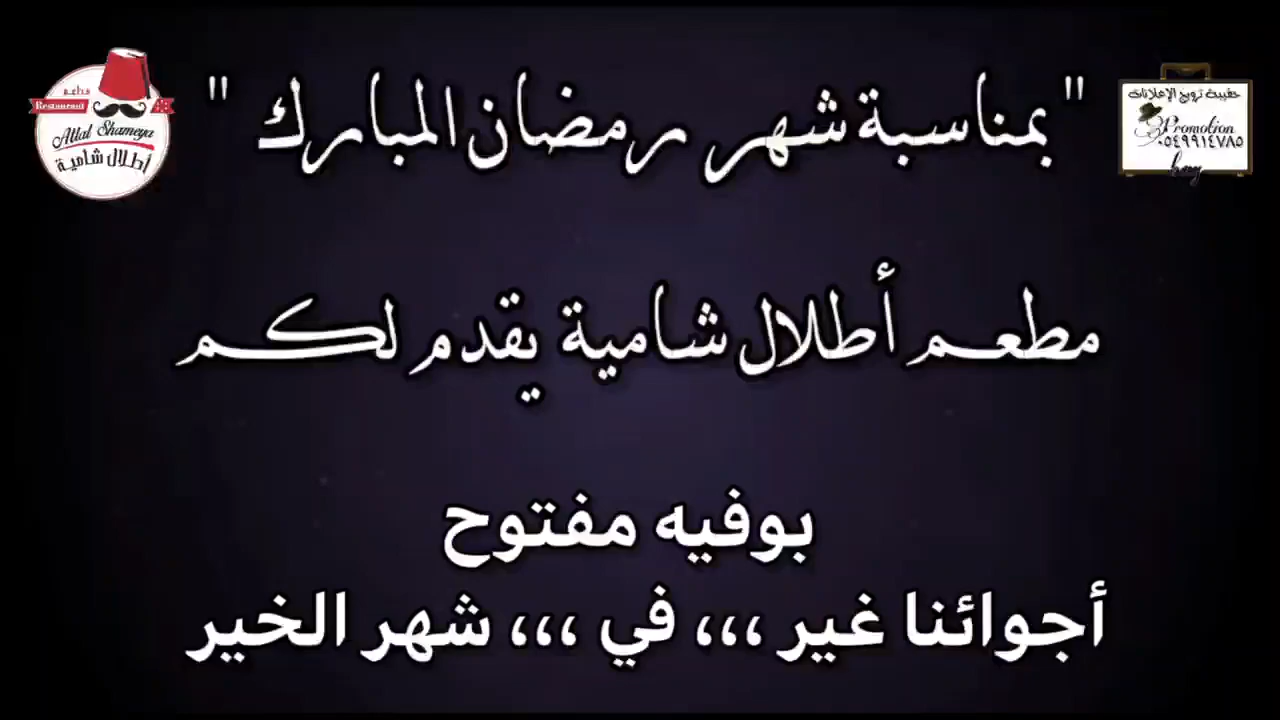 "بمناسبة شهر رمضان المبارك"
مطعم أطلال شامية يقدم لكم
بوفيه مفتوح
أجوائنا غير ،،، في ،،، شهر الخير
مطعم
Restaurant
Atlal Shameya
أطلال شامية
حقيبة ترويج الإعلانات
Promotion
٠٥٤٩٩١٤٧٨٥